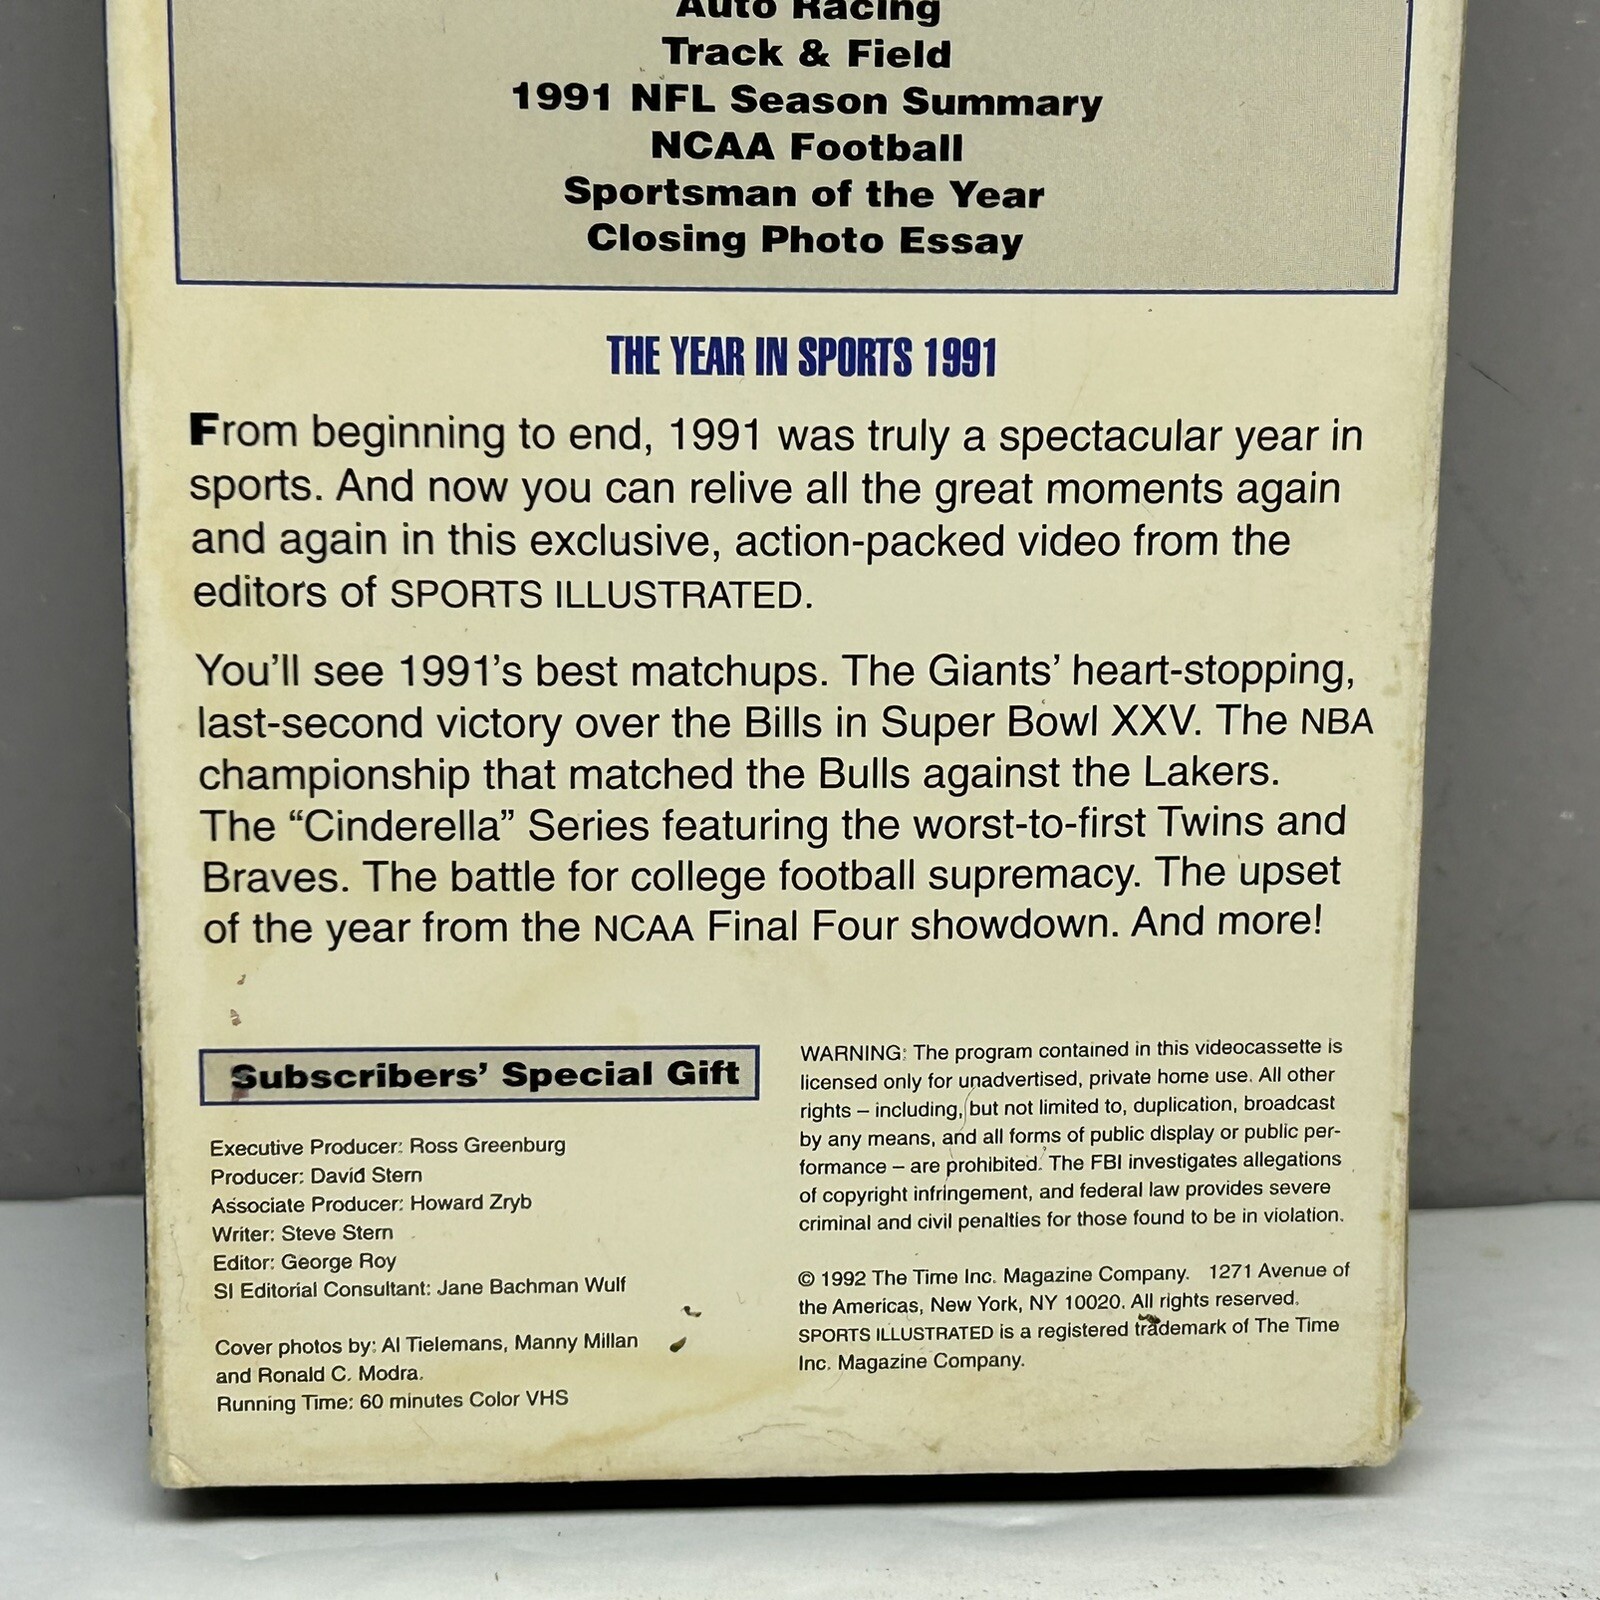 Auto Racing
Track & Field
1991 NFL Season Summary
NCAA Football
Sportsman of the Year
Closing Photo Essay
THE YEAR IN SPORTS 1991
From beginning to end, 1991 was truly a spectacular year in
sports. And now you can relive all the great moments again
and again in this exclusive, action-packed video from the
editors of SPORTS ILLUSTRATED.
You'll see 1991's best matchups. The Giants' heart-stopping,
last-second victory over the Bills in Super Bowl XXV. The NBA
championship that matched the Bulls against the Lakers.
The “Cinderella” Series featuring the worst-to-first Twins and
Braves. The battle for college football supremacy. The upset
of the year from the NCAA Final Four showdown. And more!
Subscribers' Special Gift
Executive Producer: Ross Greenburg
Producer: David Stern
Associate Producer: Howard Zryb
Writer: Steve Stern
Editor: George Roy
SI Editorial Consultant: Jane Bachman Wulf
Cover photos by: Al Tielemans, Manny Millan
and Ronald C. Modra.
Running Time: 60 minutes Color VHS
WARNING: The program contained in this videocassette is
licensed only for unadvertised, private home use. All other
rights – including, but not limited to, duplication, broadcast
by any means, and all forms of public display or public per-
formance – are prohibited. The FBI investigates allegations
of copyright infringement, and federal law provides severe
criminal and civil penalties for those found to be in violation.
© 1992 The Time Inc. Magazine Company. 1271 Avenue of
the Americas, New York, NY 10020. All rights reserved.
SPORTS ILLUSTRATED is a registered trademark of The Time
Inc. Magazine Company.